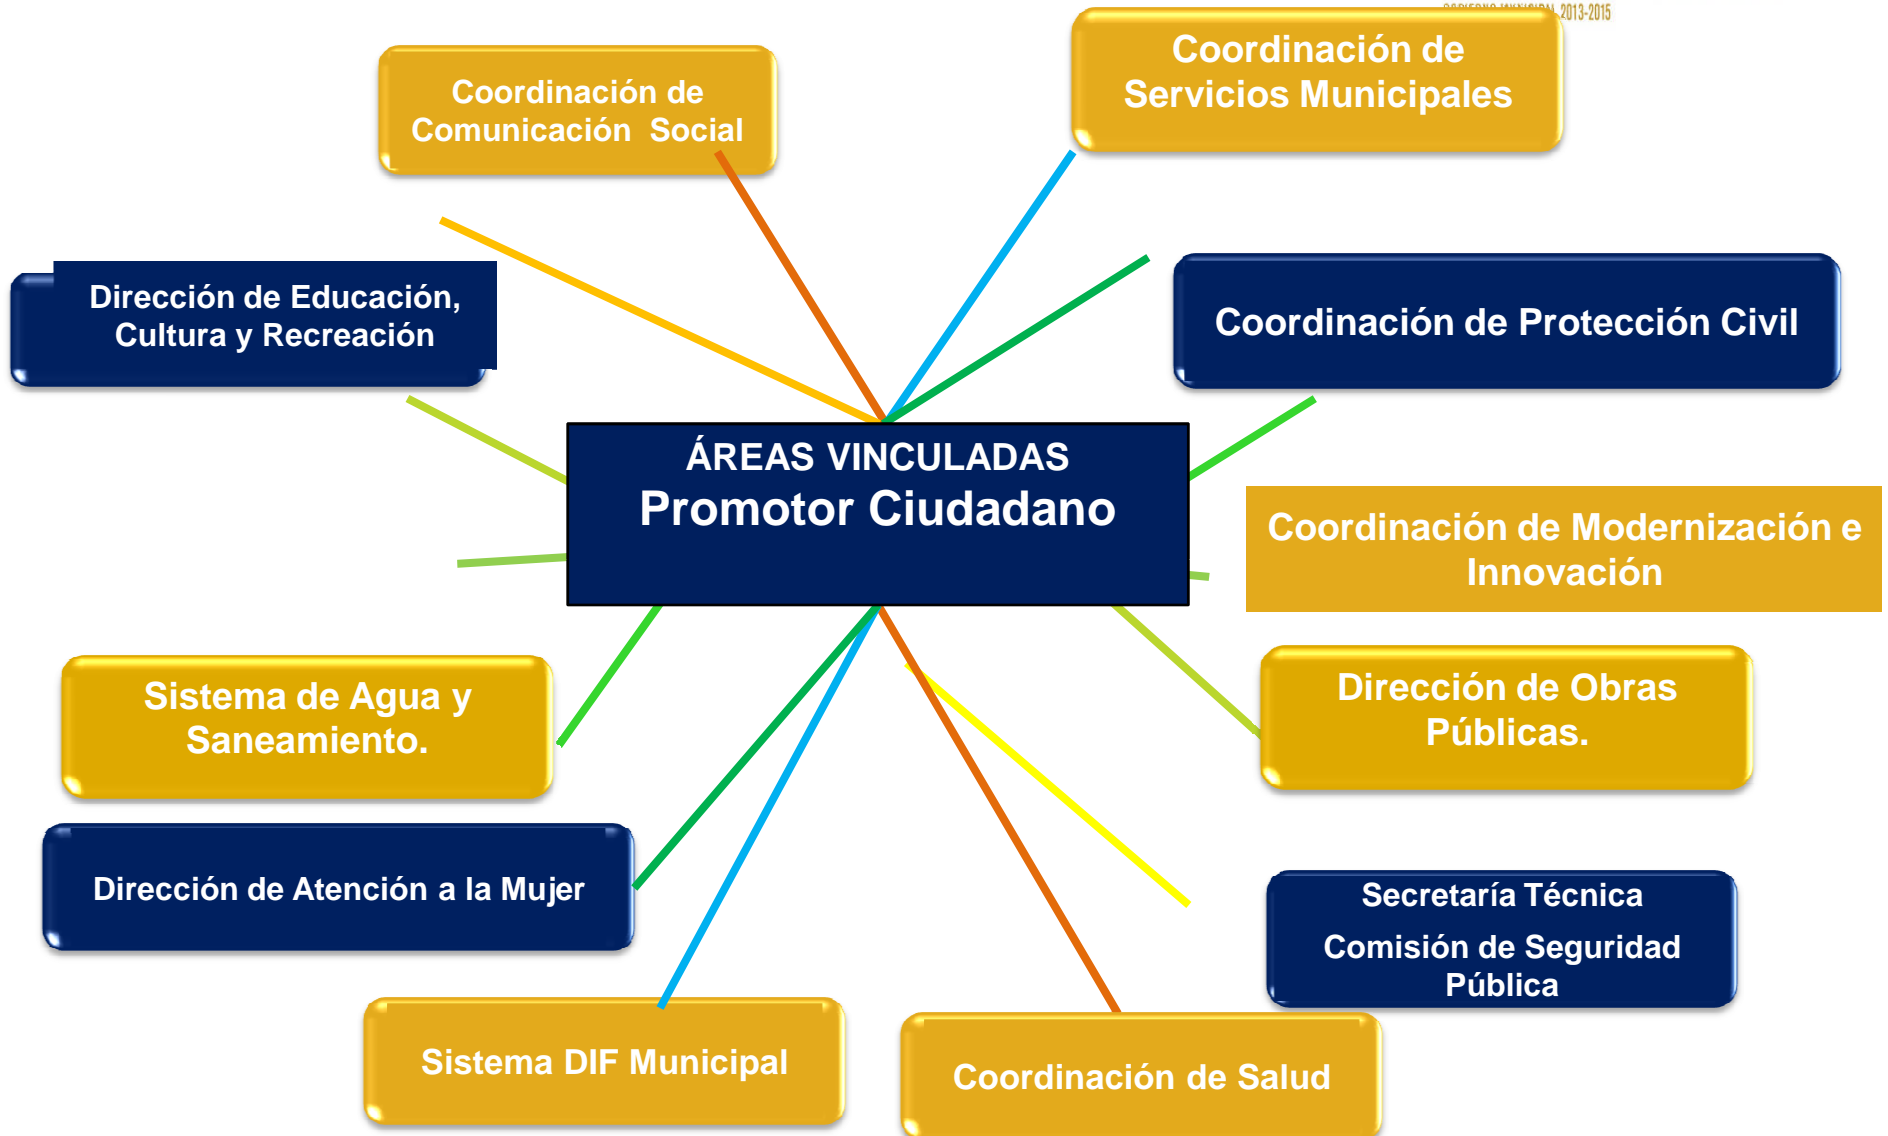 2013-2015
Coordinación de
Servicios Municipales
Coordinación de
Comunicación Social
Dirección de Educación,
Cultura y Recreación
Coordinación de Protección Civil
ÁREAS VINCULADAS
Promotor Ciudadano
Coordinación de Modernización e
Innovación
Sistema de Agua y
Saneamiento.
Dirección de Obras
Públicas.
Dirección de Atención a la Mujer
Secretaría Técnica
Comisión de Seguridad
Pública
Sistema DIF Municipal
Coordinación de Salud